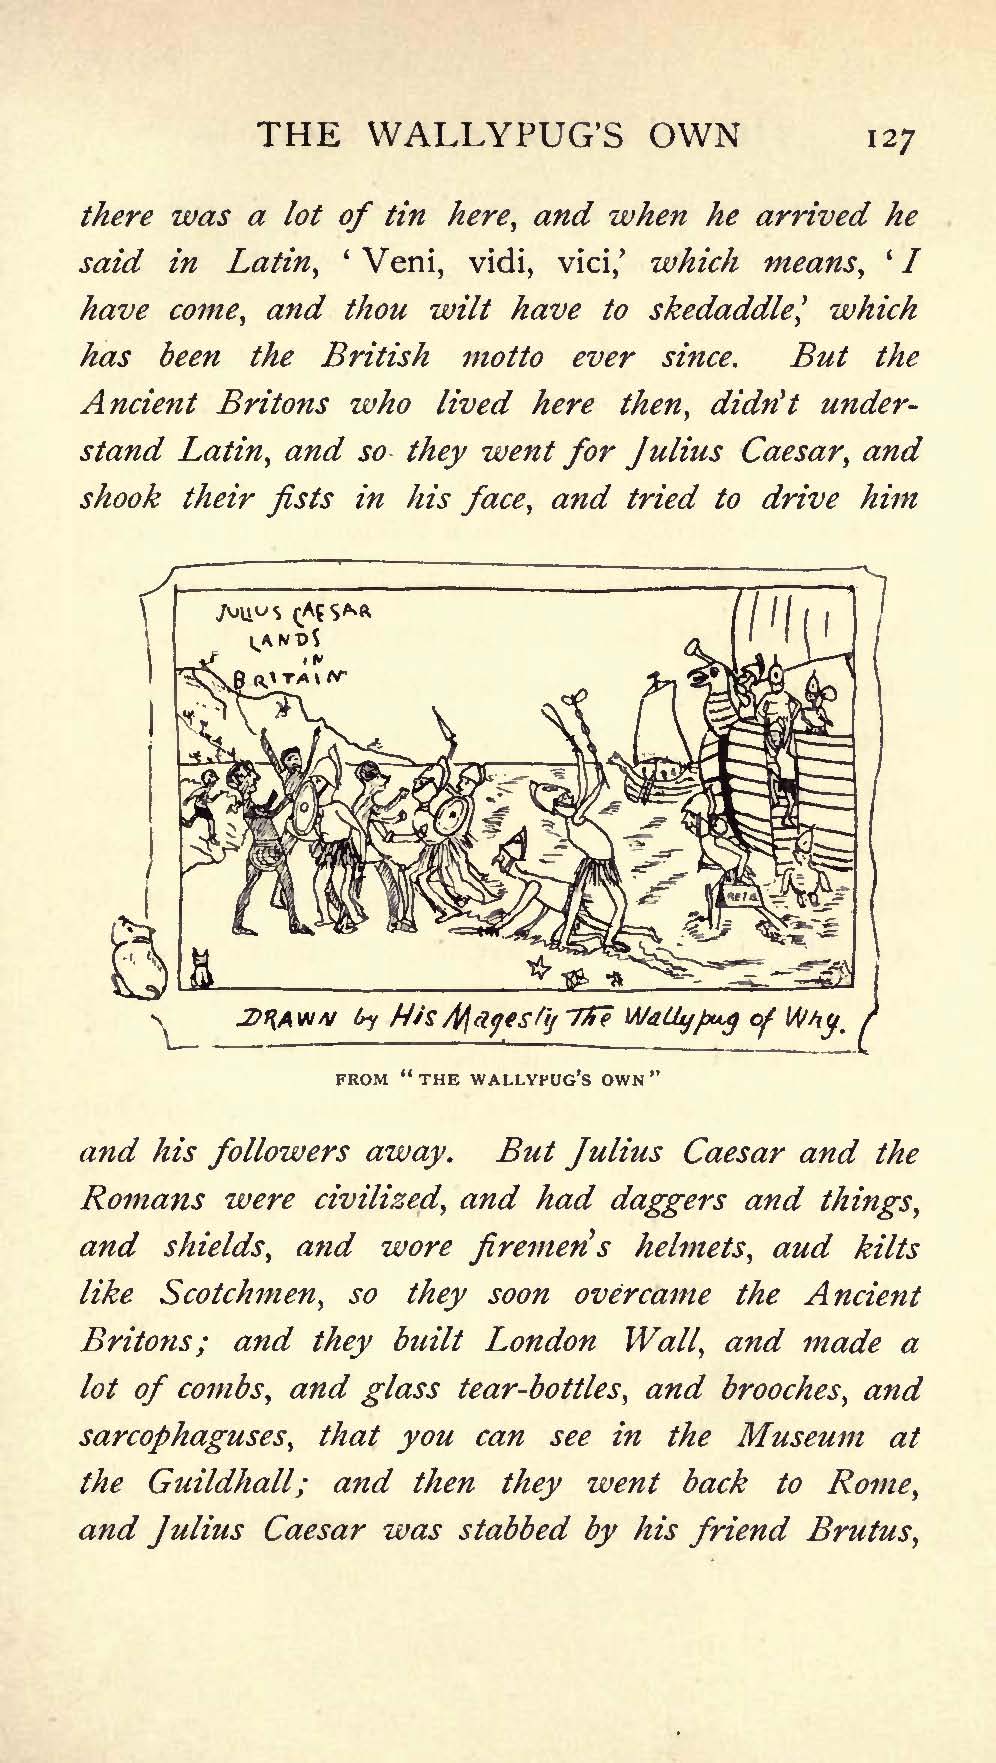 THE WALLYPUG'S OWN 127
there was a lot of tin here, and when he arrived he
said in Latin, ‘ Veni, vidi, vici,’ which means, ‘ I
have come, and thou wilt have to skedaddle,’ which
has been the British motto ever since. But the
Ancient Britons who lived here then, didn't under-
stand Latin, and so they went for Julius Caesar, and
shook their fists in his face, and tried to drive him
JULIUS CAESAR
LANDS
IN
BRITAIN
DRAWN by His Magesty The Wallypug of Why.
FROM “THE WALLYPUG'S OWN”
and his followers away. But Julius Caesar and the
Romans were civilized, and had daggers and things,
and shields, and wore firemen's helmets, aud kilts
like Scotchmen, so they soon overcame the Ancient
Britons; and they built London Wall, and made a
lot of combs, and glass tear-bottles, and brooches, and
sarcophaguses, that you can see in the Museum at
the Guildhall; and then they went back to Rome,
and Julius Caesar was stabbed by his friend Brutus,